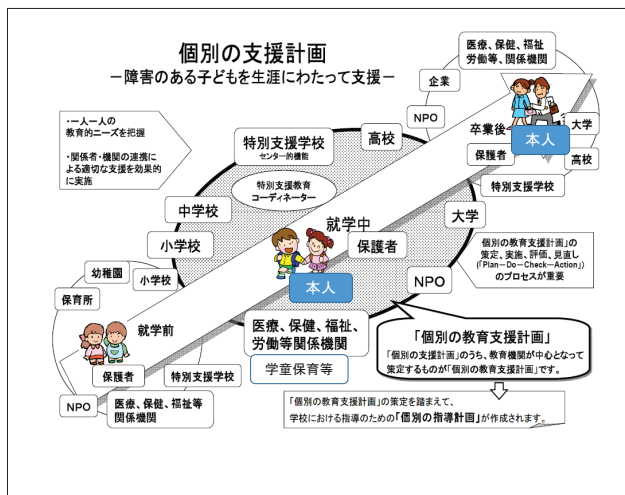 個別の支援計画
－障害のある子どもを生涯にわたって支援－
・一人一人の
教育的ニーズを把握
・関係者・機関の連携
による適切な支援を効果的
に実施
医療、保健、福祉
労働等、関係機関
企業
NPO
卒業後
本人
大学
保護者
高校
特別支援学校
高校
特別支援学校
センター的機能
特別支援教育
コーディネーター
中学校
小学校
就学中
保護者
本人
大学
NPO
医療、保健、福祉、
労働等関係機関
学童保育等
個別の教育支援計画」の
策定、実施、評価、見直し
(「Plan－Do－Check－Action」)
のプロセスが重要
幼稚園
小学校
保育所
就学前
保護者
特別支援学校
NPO
医療、保健、福祉等
関係機関
「個別の教育支援計画」
「個別の支援計画」のうち、教育機関が中心となって
策定するものが「個別の教育支援計画」です。
「個別の教育支援計画」の策定を踏まえて、
学校における指導のための「個別の指導計画」が作成されます。